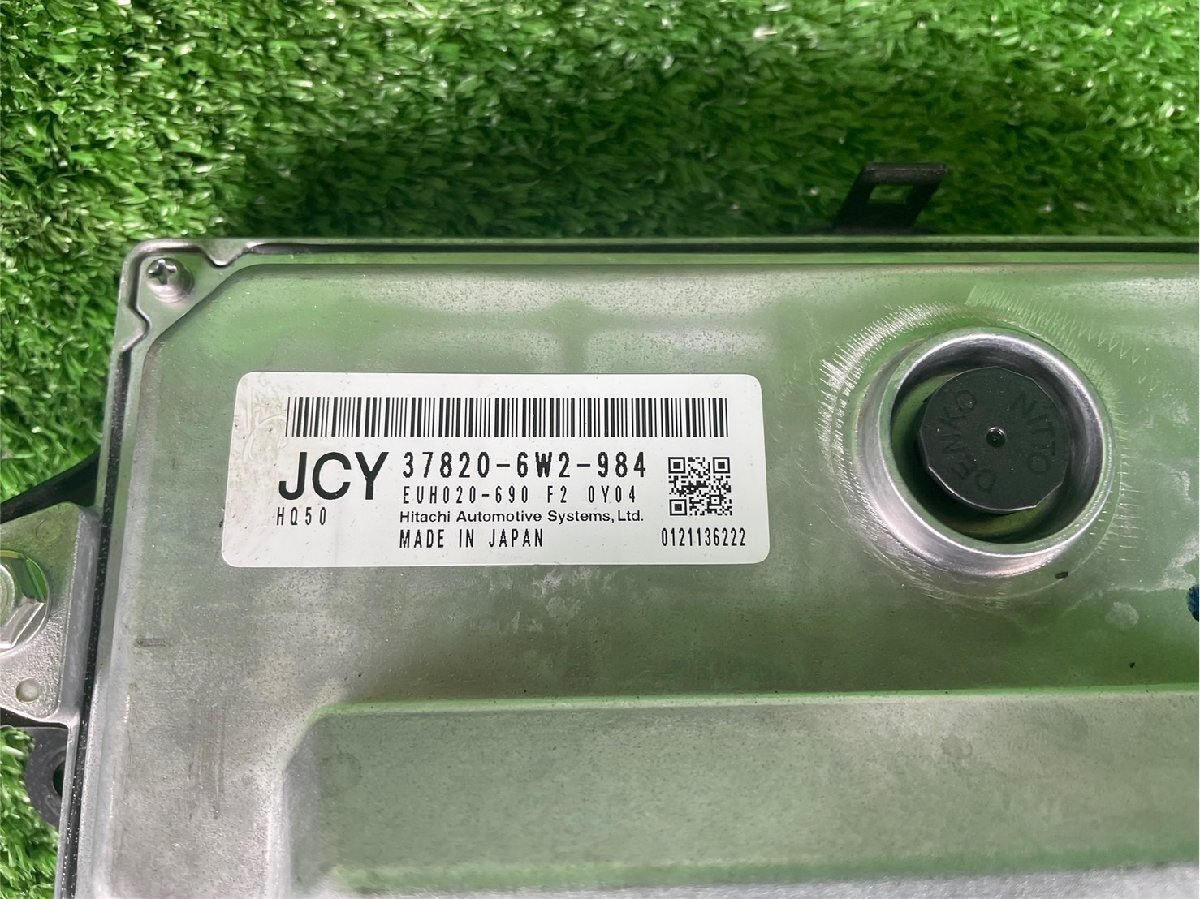 JCY 37820-6W2-984
EUH020-690 F2 0Y04
HQ50 Hitachi Automotive Systems, Ltd.
MADE IN JAPAN 0121136222
NITTO
DENKO